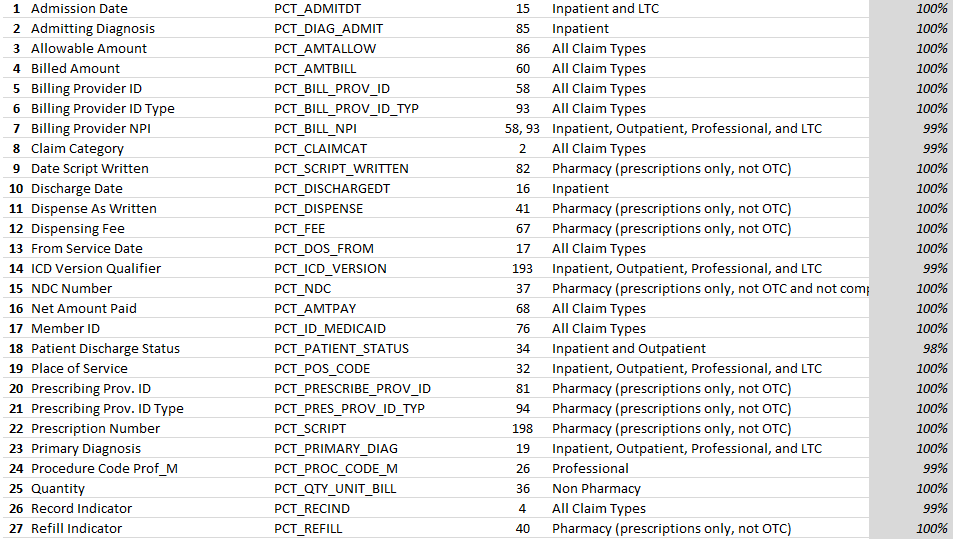 1 Admission Date PCT_ADMITDT 15 Inpatient and LTC 100%
2 Admitting Diagnosis PCT_DIAG_ADMIT 85 Inpatient 100%
3 Allowable Amount PCT_AMTALLOW 86 All Claim Types 100%
4 Billed Amount PCT_AMTBILL 60 All Claim Types 100%
5 Billing Provider ID PCT_BILL_PROV_ID 58 All Claim Types 100%
6 Billing Provider ID Type PCT_BILL_PROV_ID_TYP 93 All Claim Types 100%
7 Billing Provider NPI PCT_BILL_NPI 58, 93 Inpatient, Outpatient, Professional, and LTC 99%
8 Claim Category PCT_CLAIMCAT 2 All Claim Types 99%
9 Date Script Written PCT_SCRIPT_WRITTEN 82 Pharmacy (prescriptions only, not OTC) 100%
10 Discharge Date PCT_DISCHARGEDT 16 Inpatient 100%
11 Dispense As Written PCT_DISPENSE 41 Pharmacy (prescriptions only, not OTC) 100%
12 Dispensing Fee PCT_FEE 67 Pharmacy (prescriptions only, not OTC) 100%
13 From Service Date PCT_DOS_FROM 17 All Claim Types 100%
14 ICD Version Qualifier PCT_ICD_VERSION 193 Inpatient, Outpatient, Professional, and LTC 99%
15 NDC Number PCT_NDC 37 Pharmacy (prescriptions only, not OTC and not comp 100%
16 Net Amount Paid PCT_AMTPAY 68 All Claim Types 100%
17 Member ID PCT_ID_MEDICAID 76 All Claim Types 100%
18 Patient Discharge Status PCT_PATIENT_STATUS 34 Inpatient and Outpatient 98%
19 Place of Service PCT_POS_CODE 32 Inpatient, Outpatient, Professional, and LTC 100%
20 Prescribing Prov. ID PCT_PRESCRIBE_PROV_ID 81 Pharmacy (prescriptions only, not OTC) 100%
21 Prescribing Prov. ID Type PCT_PRES_PROV_ID_TYP 94 Pharmacy (prescriptions only, not OTC) 100%
22 Prescription Number PCT_SCRIPT 198 Pharmacy (prescriptions only, not OTC) 100%
23 Primary Diagnosis PCT_PRIMARY_DIAG 19 Inpatient, Outpatient, Professional, and LTC 100%
24 Procedure Code Prof_M PCT_PROC_CODE_M 26 Professional 99%
25 Quantity PCT_QTY_UNIT_BILL 36 Non Pharmacy 100%
26 Record Indicator PCT_RECIND 4 All Claim Types 99%
27 Refill Indicator PCT_REFILL 40 Pharmacy (prescriptions only, not OTC) 100%